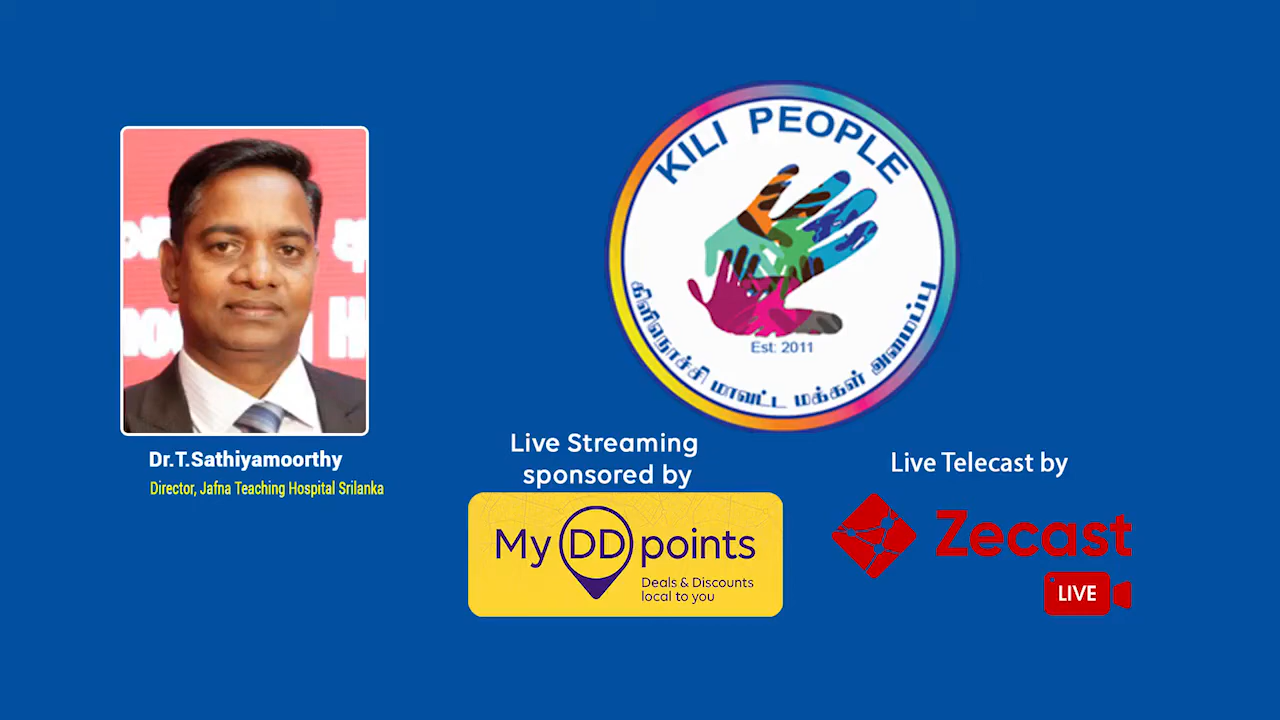 KILI PEOPLE
Est: 2011
கிளிநொச்சி மாவட்ட மக்கள் அமைப்பு
Dr.T.Sathiyamoorthy
Director, Jafna Teaching Hospital Srilanka
Live Streaming
sponsored by
My DD points
Deals & Discounts
local to you
Live Telecast by
Zecast
LIVE